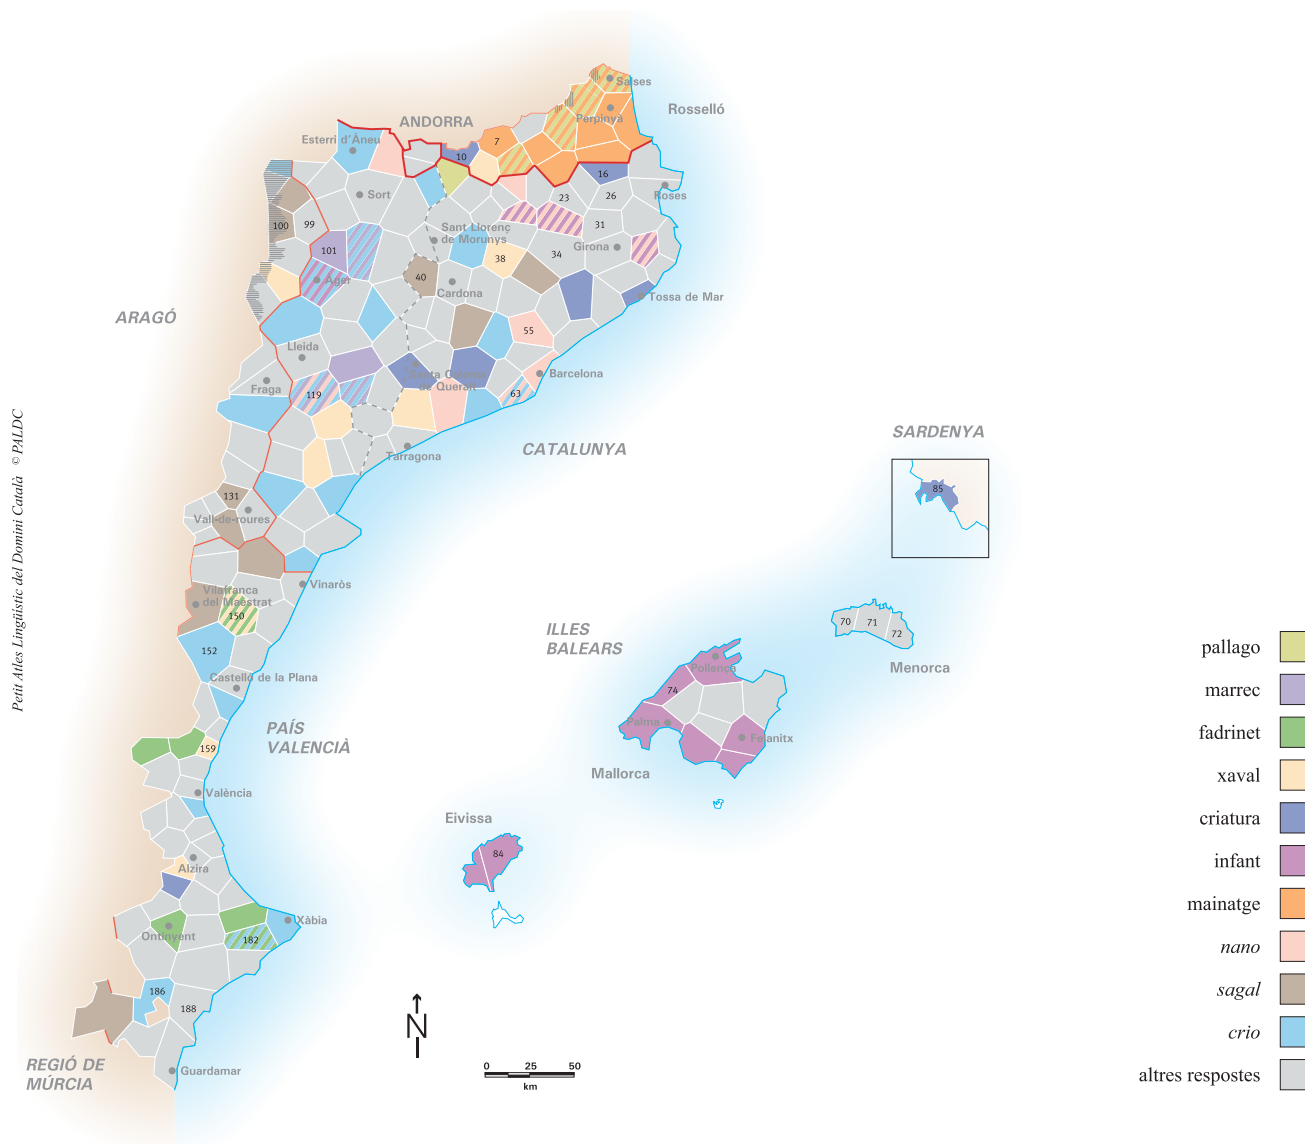 Salses
Rosselló
Perpinyà
ANDORRA
Esterri d'Àneu
7
10
16
Sort
23
26
Roses
100
99
31
Sant Llorenç
de Morunys
Girona
101
38
34
Àger
40
Cardona
Tossa de Mar
ARAGÓ
55
Lleida
Santa Coloma
de Queralt
Barcelona
Fraga
119
63
Tarragona
CATALUNYA
SARDENYA
85
131
Vall-de-roures
Vinaròs
Vilafranca
del Maestrat
150
152
Castelló de la Plana
ILLES
BALEARS
70
71
72
Menorca
Pollença
74
Palma
Felanitx
Mallorca
PAÍS
VALENCIÀ
159
València
Eivissa
84
Alzira
Xàbia
Ontinyent
182
186
188
REGIÓ DE
MÚRCIA
Guardamar
N
0 25 50
km
pallago
marrec
fadrinet
xaval
criatura
infant
mainatge
nano
sagal
crio
altres respostes
Petit Atles Lingüístic del Domini Català © PALDC